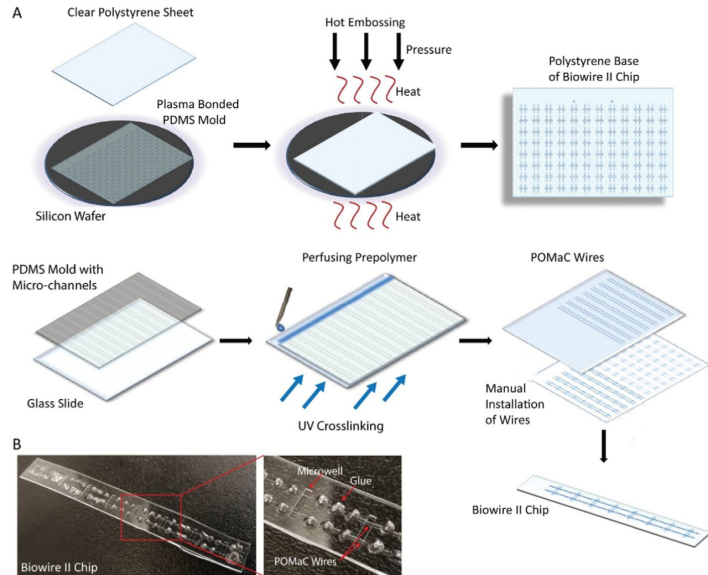 A
Clear Polystyrene Sheet
Plasma Bonded
PDMS Mold
Silicon Wafer
Hot Embossing
Pressure
Heat
Heat
Polystyrene Base
of Biowire II Chip
PDMS Mold with
Micro-channels
Glass Slide
Perfusing Prepolymer
UV Crosslinking
POMaC Wires
Manual
Installation
of Wires
Biowire II Chip
B
Biowire II Chip
Microwell
Glue
POMaC Wires